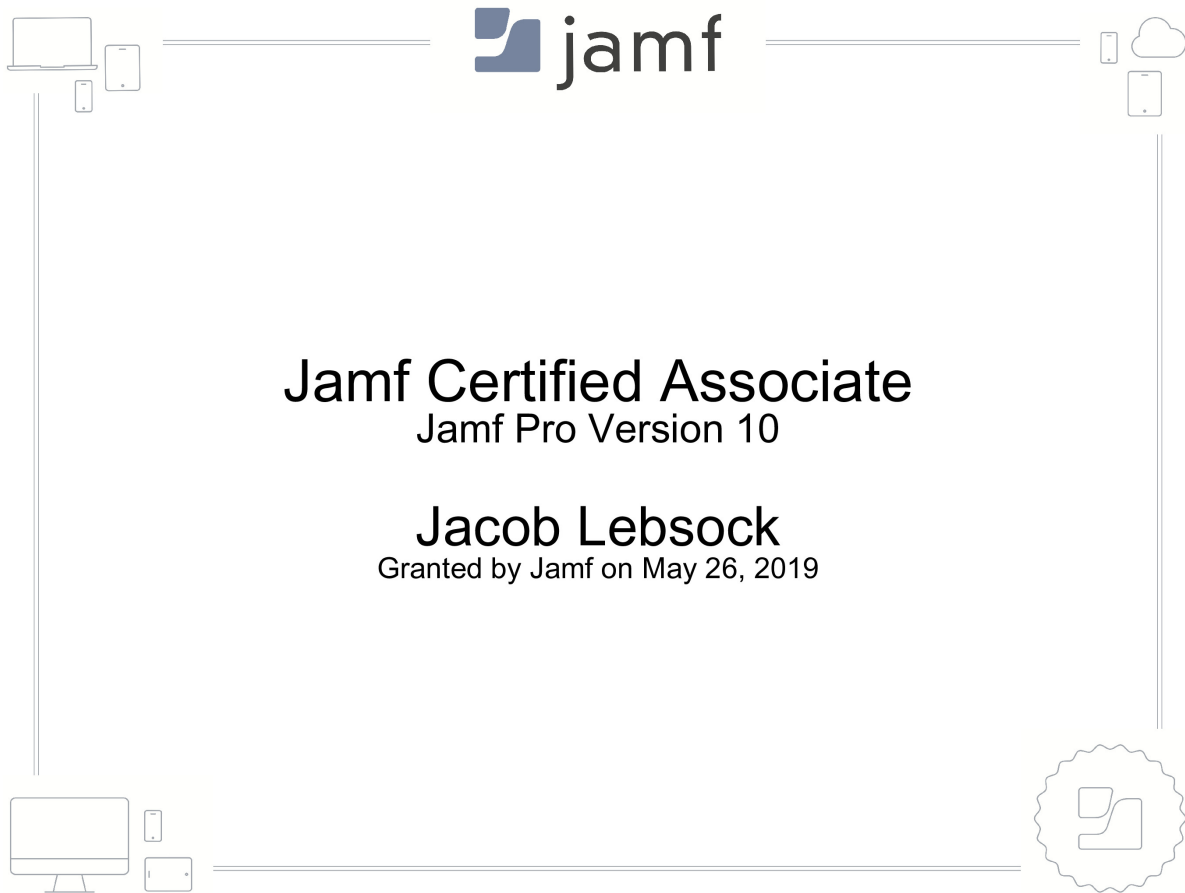 jamf
Jamf Certified Associate
Jamf Pro Version 10
Jacob Lebsock
Granted by Jamf on May 26, 2019